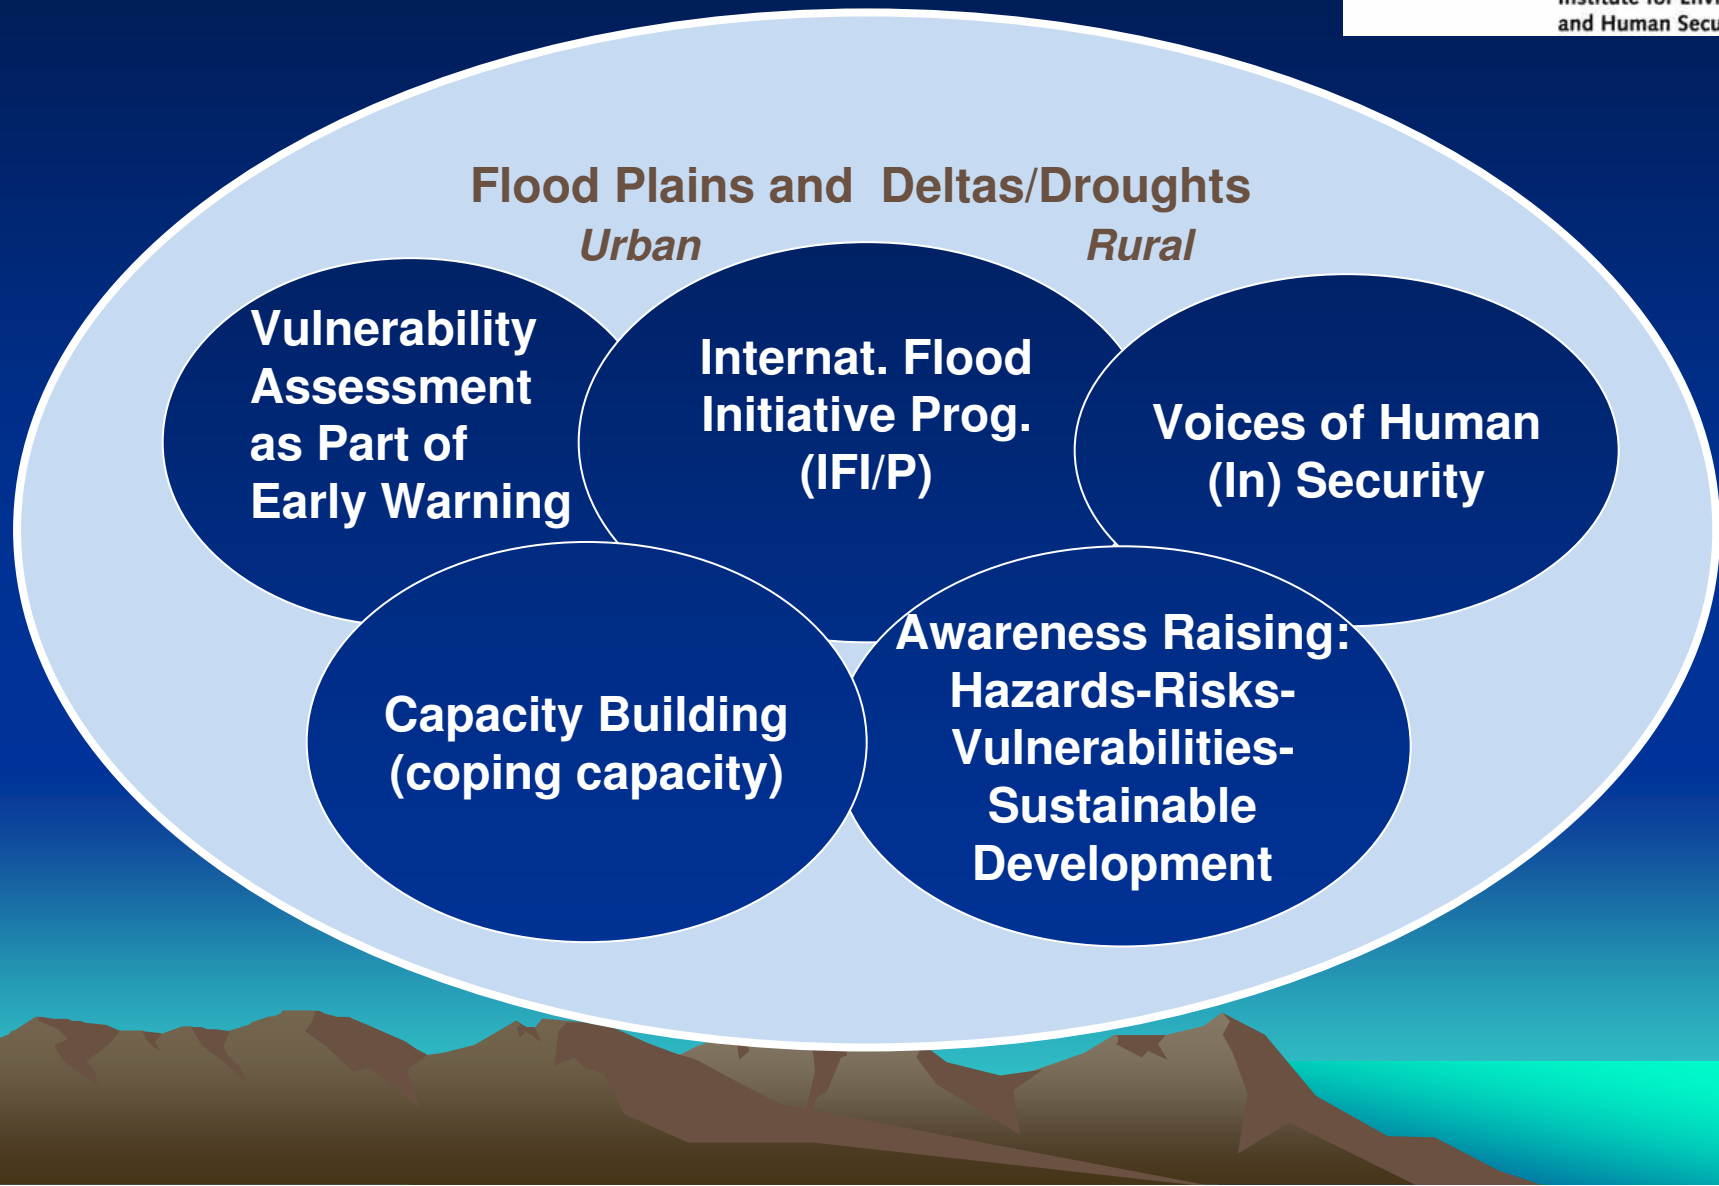 and Human Secu
Flood Plains and Deltas/Droughts
Urban Rural
Vulnerability
Assessment
as Part of
Early Warning
Internat. Flood
Initiative Prog.
(IFI/P)
Voices of Human
(In) Security
Capacity Building
(coping capacity)
Awareness Raising:
Hazards-Risks-
Vulnerabilities-
Sustainable
Development